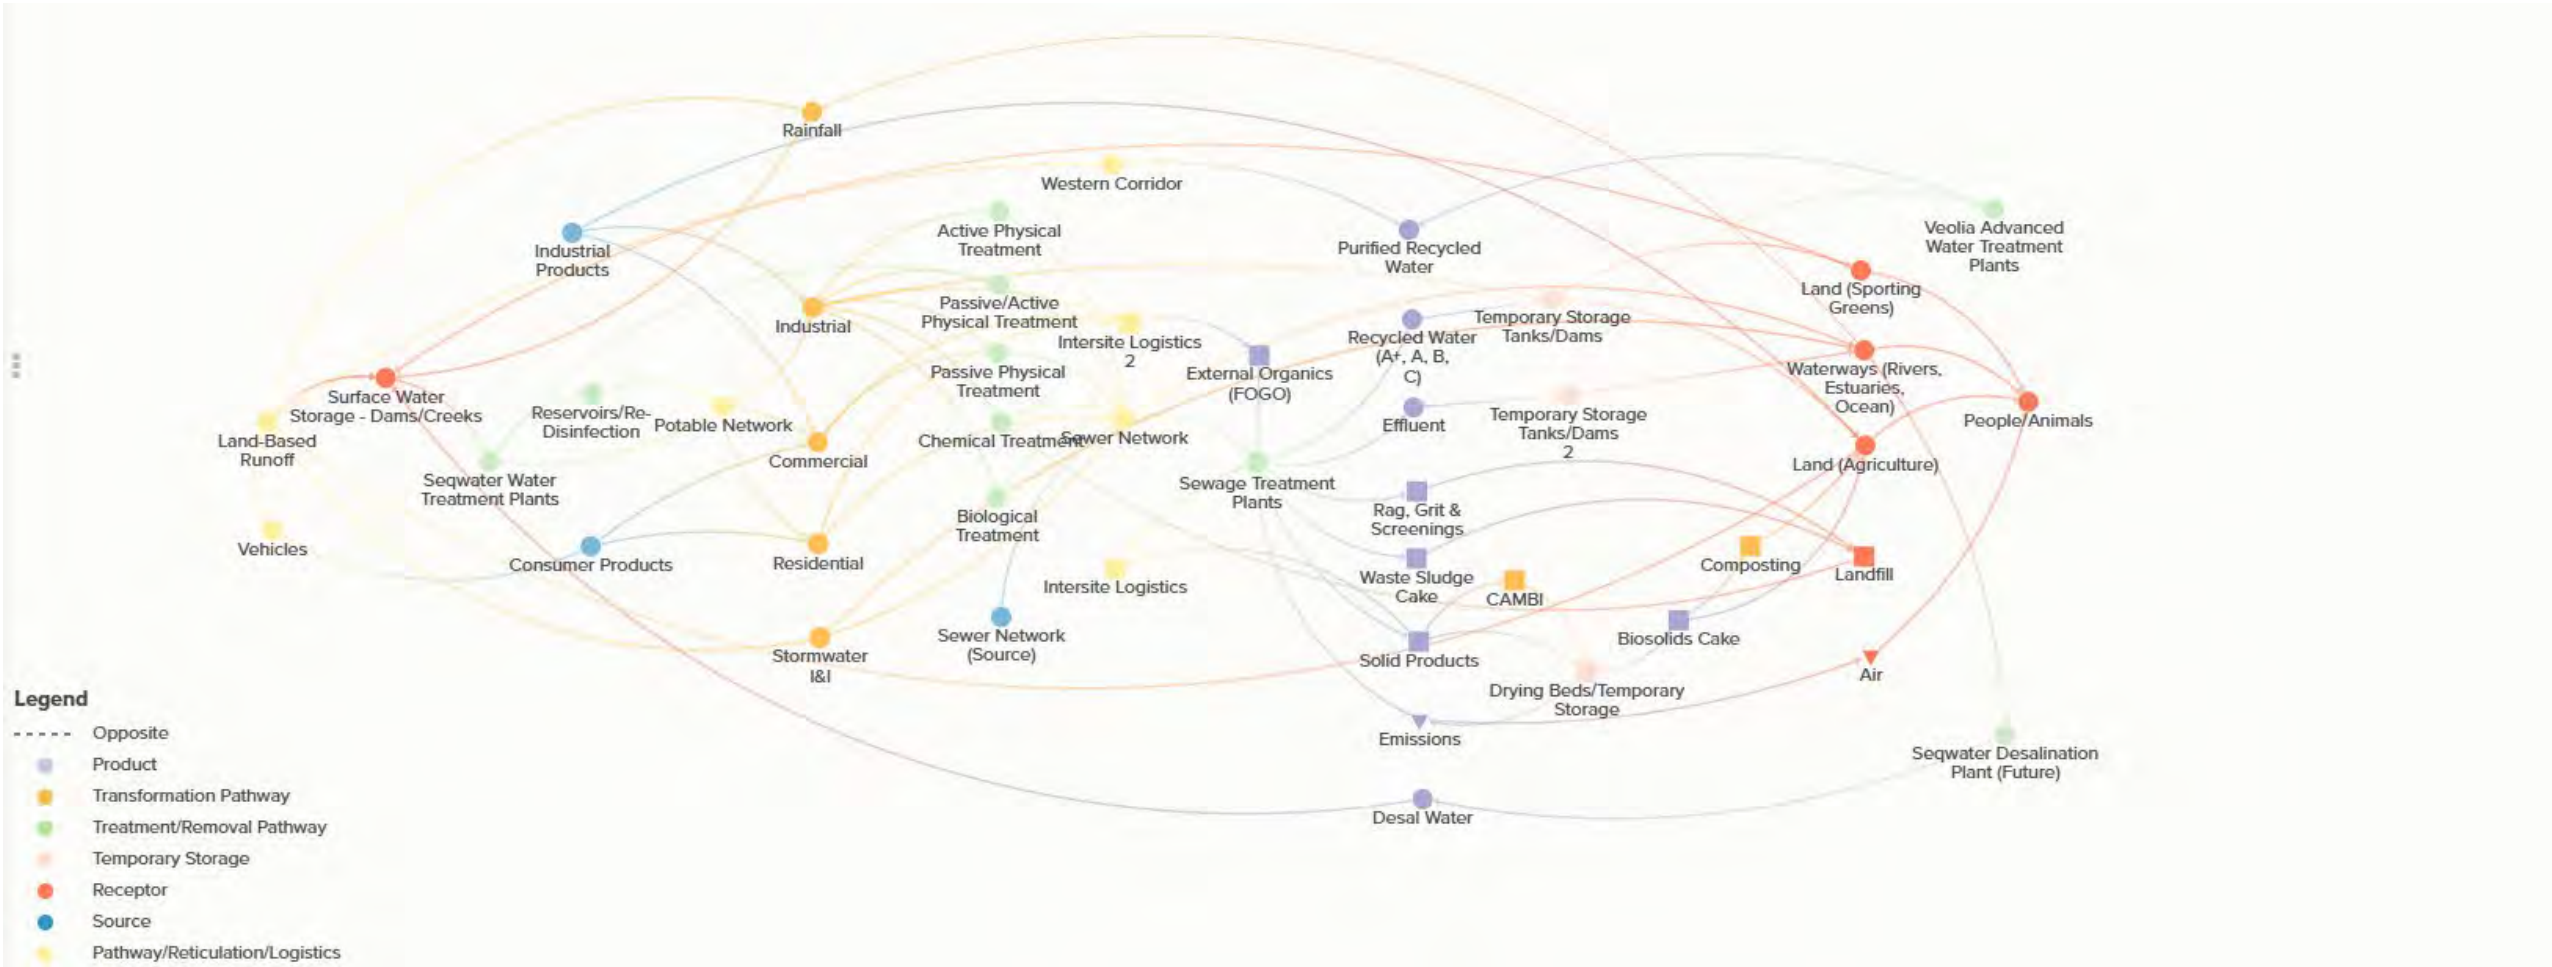 Rainfall
Western Corridor
Industrial
Products
Active Physical
Treatment
Purified Recycled
Water
Veolia Advanced
Water Treatment
Plants
Land (Sporting
Greens)
Industrial
Passive/Active
Physical Treatment
Intersite Logistics
2
Recycled Water
(A+, A, B,
C)
Temporary Storage
Tanks/Dams
Waterways (Rivers,
Estuaries,
Ocean)
Surface Water
Storage - Dams/Creeks
Passive Physical
Treatment
External Organics
(FOGO)
People/Animals
Land-Based
Runoff
Reservoirs/Re-
Disinfection
Potable Network
Chemical Treatment
Sewer Network
Effluent
Temporary Storage
Tanks/Dams
2
Commercial
Land (Agriculture)
Seqwater Water
Treatment Plants
Sewage Treatment
Plants
Rag, Grit &
Screenings
Biological
Treatment
Vehicles
Consumer Products
Residential
Intersite Logistics
Waste Sludge
Cake
CAMBI
Composting
Landfill
Sewer Network
(Source)
Stormwater
I&I
Solid Products
Biosolids Cake
Drying Beds/Temporary
Storage
Air
Emissions
Seqwater Desalination
Plant (Future)
Desal Water
Legend
Opposite
Product
Transformation Pathway
Treatment/Removal Pathway
Temporary Storage
Receptor
Source
Pathway/Reticulation/Logistics